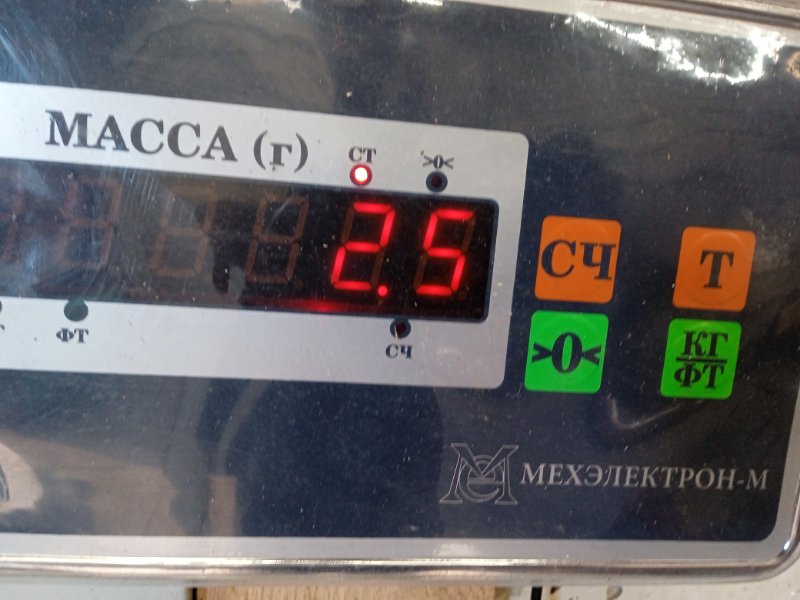 МАССА (г)
СТ >0<
2.5
ФТ СЧ
СЧ Т
>0< КГ
ФТ
МЕХЭЛЕКТРОН-М